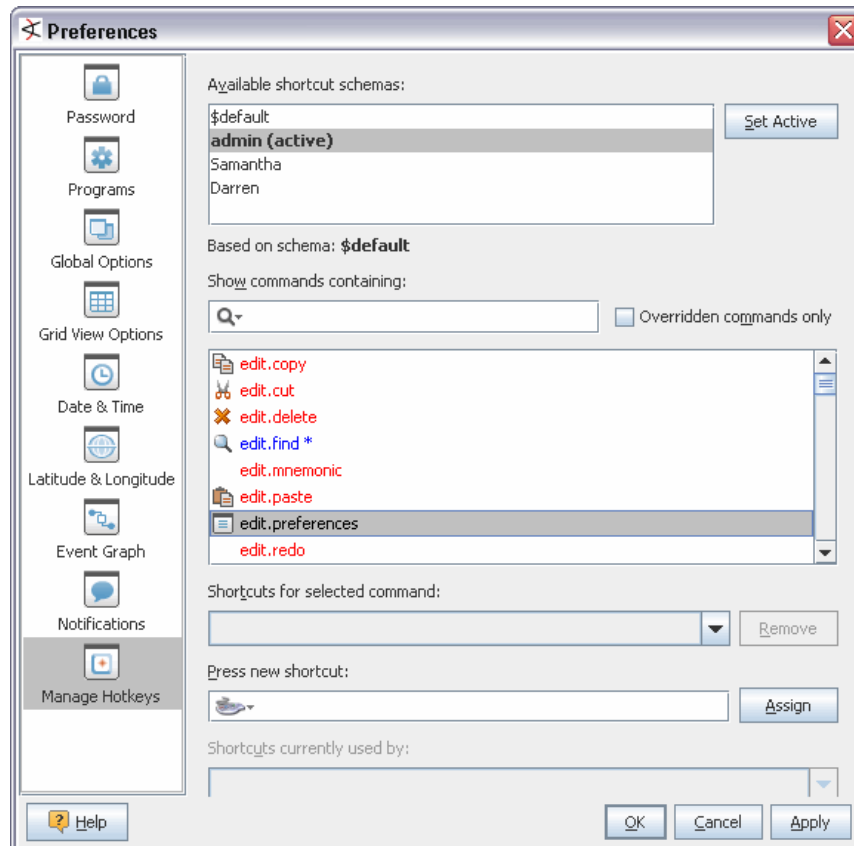 Preferences
Password
Programs
Global Options
Grid View Options
Date & Time
Latitude & Longitude
Event Graph
Notifications
Manage Hotkeys
Available shortcut schemas:
$default
admin (active)
Samantha
Darren
Set Active
Based on schema: $default
Show commands containing:
Overridden commands only
edit.copy
edit.cut
edit.delete
edit.find *
edit.mnemonic
edit.paste
edit.preferences
edit.redo
Shortcuts for selected command:
Remove
Press new shortcut:
Assign
Shortcuts currently used by:
Help
OK
Cancel
Apply